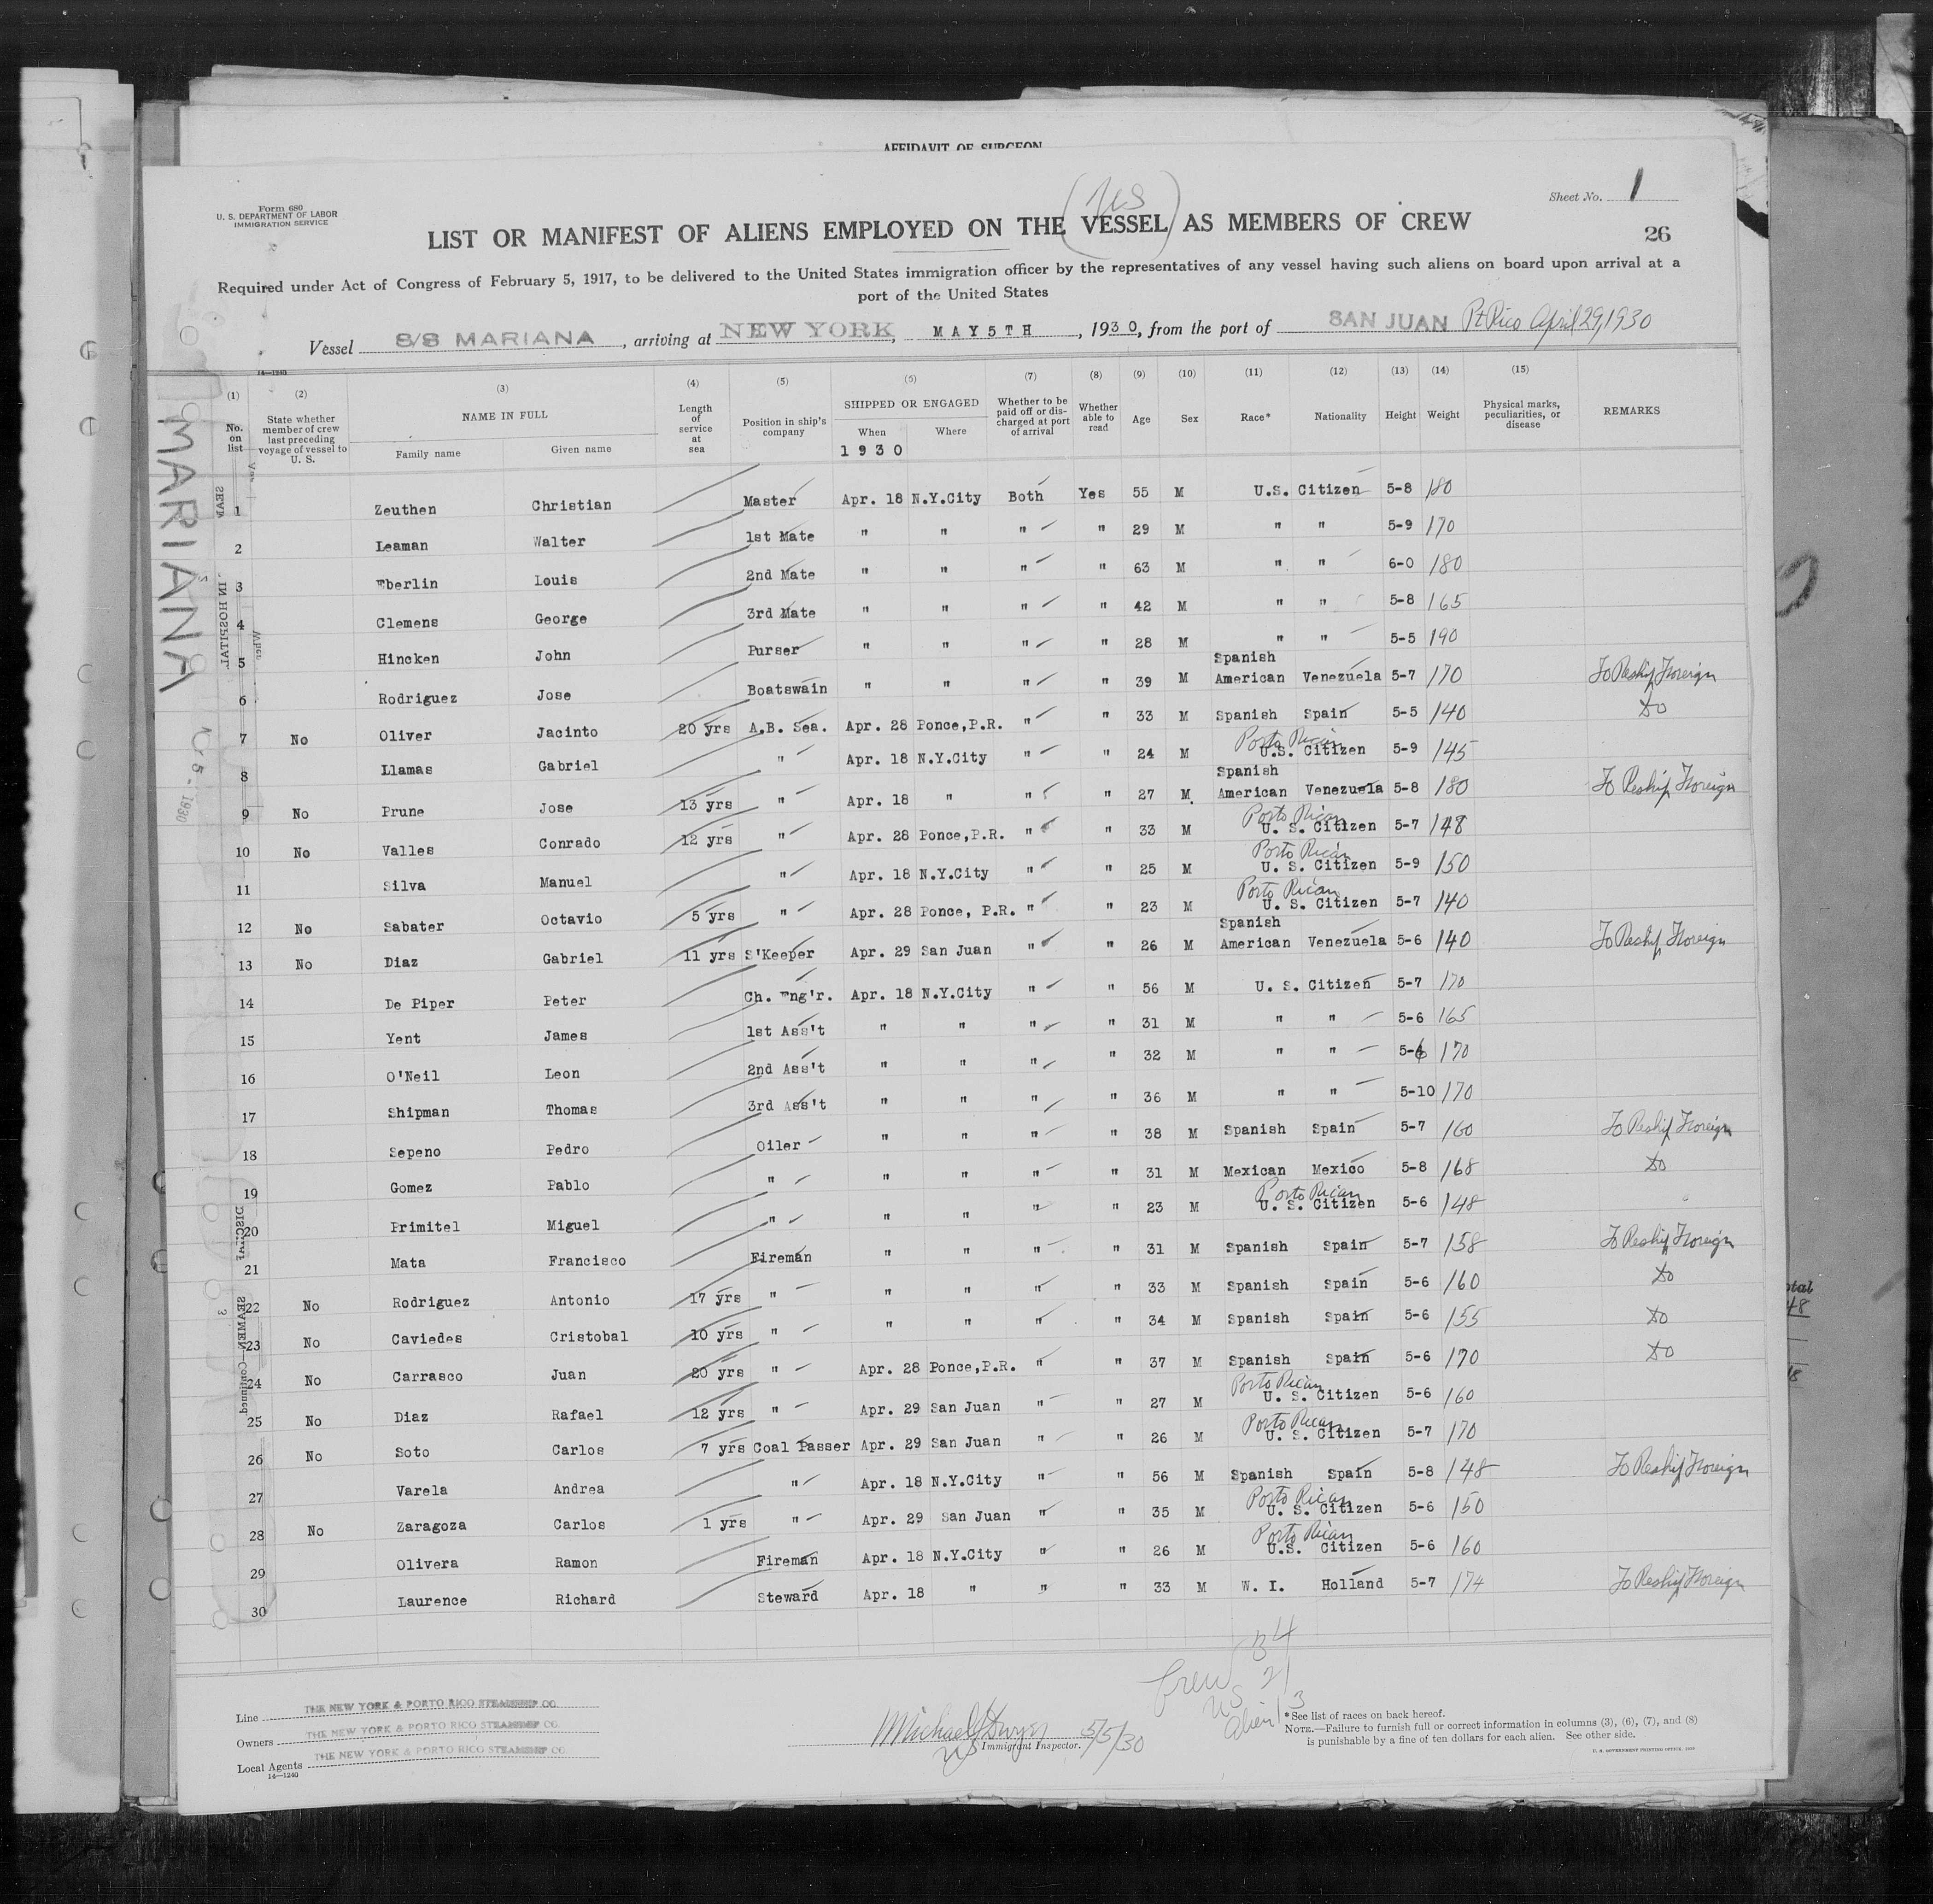 AFFIDAVIT OF SURGEON
Form 680
U. S. DEPARTMENT OF LABOR
IMMIGRATION SERVICE
Sheet No. 1
(US)
LIST OR MANIFEST OF ALIENS EMPLOYED ON THE VESSEL AS MEMBERS OF CREW
26
Required under Act of Congress of February 5, 1917, to be delivered to the United States immigration officer by the representatives of any vessel having such aliens on board upon arrival at a
port of the United States
Vessel S/S MARIANA, arriving at NEW YORK, MAY 5TH, 1930, from the port of SAN JUAN Pt Rico April 29, 1930
14—1240
(1) (2) (3) (4) (5) (6) (7) (8) (9) (10) (11) (12) (13) (14) (15)
No. on list
State whether member of crew last preceding voyage of vessel to U. S.
NAME IN FULL
Family name Given name
Length of service at sea
Position in ship's company
SHIPPED OR ENGAGED
When Where
1930
Whether to be paid off or discharged at port of arrival
Whether able to read
Age
Sex
Race*
Nationality
Height
Weight
Physical marks, peculiarities, or disease
REMARKS
1 Zeuthen Christian Master Apr. 18 N.Y.City Both Yes 55 M U.S. Citizen 5-8 180
2 Leaman Walter 1st Mate " " " " 29 M " " 5-9 170
3 Eberlin Louis 2nd Mate " " " " 63 M " " 6-0 180
4 Clemens George 3rd Mate " " " " 42 M " " 5-8 165
5 Hincken John Purser " " " " 28 M " " 5-5 190
6 Rodriguez Jose Boatswain " " " " 39 M Spanish American Venezuela 5-7 170 To Reship Foreign
7 No Oliver Jacinto 20 yrs A.B. Sea. Apr. 28 Ponce,P.R. " " 33 M Spanish Spain 5-5 140 Do
8 Llamas Gabriel " Apr. 18 N.Y.City " " 24 M Porto Rican U.S. Citizen 5-9 145
9 No Prune Jose 13 yrs " Apr. 18 " " " 27 M. Spanish American Venezuela 5-8 180 To Reship Foreign
10 No Valles Conrado 12 yrs " Apr. 28 Ponce,P.R. " " 33 M Porto Rican U. S. Citizen 5-7 148
11 Silva Manuel " Apr. 18 N.Y.City " " 25 M Porto Rican U. S. Citizen 5-9 150
12 No Sabater Octavio 5 yrs " Apr. 28 Ponce, P.R. " " 23 M Porto Rican U. S. Citizen 5-7 140
13 No Diaz Gabriel 11 yrs S'Keeper Apr. 29 San Juan " " 26 M Spanish American Venezuela 5-6 140 To Reship Foreign
14 De Piper Peter Ch. Eng'r. Apr. 18 N.Y.City " " 56 M U. S. Citizen 5-7 170
15 Yent James 1st Ass't " " " " 31 M " " 5-6 165
16 O'Neil Leon 2nd Ass't " " " " 32 M " " 5-6 170
17 Shipman Thomas 3rd Ass't " " " " 36 M " " 5-10 170
18 Sepeno Pedro Oiler " " " " 38 M Spanish Spain 5-7 160 To Reship Foreign
19 Gomez Pablo " " " " " 31 M Mexican Mexico 5-8 168 Do
20 Primitel Miguel " " " " " 23 M Porto Rican U. S. Citizen 5-6 148
21 Mata Francisco Fireman " " " " 31 M Spanish Spain 5-7 158 To Reship Foreign
22 No Rodriguez Antonio 17 yrs " " " " " 33 M Spanish Spain 5-6 160 Do
23 No Caviedes Cristobal 10 yrs " " " " " 34 M Spanish Spain 5-6 155 Do
24 No Carrasco Juan 20 yrs " Apr. 28 Ponce,P.R. " " 37 M Spanish Spain 5-6 170 Do
25 No Diaz Rafael 12 yrs " Apr. 29 San Juan " " 27 M Porto Rican U. S. Citizen 5-6 160
26 No Soto Carlos 7 yrs Coal Passer Apr. 29 San Juan " " 26 M Porto Rican U. S. Citizen 5-7 170
27 Varela Andrea " Apr. 18 N.Y.City " " 56 M Spanish Spain 5-8 148 To Reship Foreign
28 No Zaragoza Carlos 1 yrs " Apr. 29 San Juan " " 35 M Porto Rican U. S. Citizen 5-6 150
29 Olivera Ramon Fireman Apr. 18 N.Y.City " " 26 M Porto Rican U.S. Citizen 5-6 160
30 Laurence Richard Steward Apr. 18 " " " 33 M W. I. Holland 5-7 174 To Reship Foreign
MARIANA
IN HOSPITAL
SEAMEN—Continued
Crew 34
US 21
Alien 13
Line THE NEW YORK & PORTO RICO STEAMSHIP CO.
Owners THE NEW YORK & PORTO RICO STEAMSHIP CO.
Local Agents THE NEW YORK & PORTO RICO STEAMSHIP CO
14—1240
Michael Dwyer 5/5/30
US Immigrant Inspector.
*See list of races on back hereof.
NOTE.—Failure to furnish full or correct information in columns (3), (6), (7), and (8)
is punishable by a fine of ten dollars for each alien. See other side.